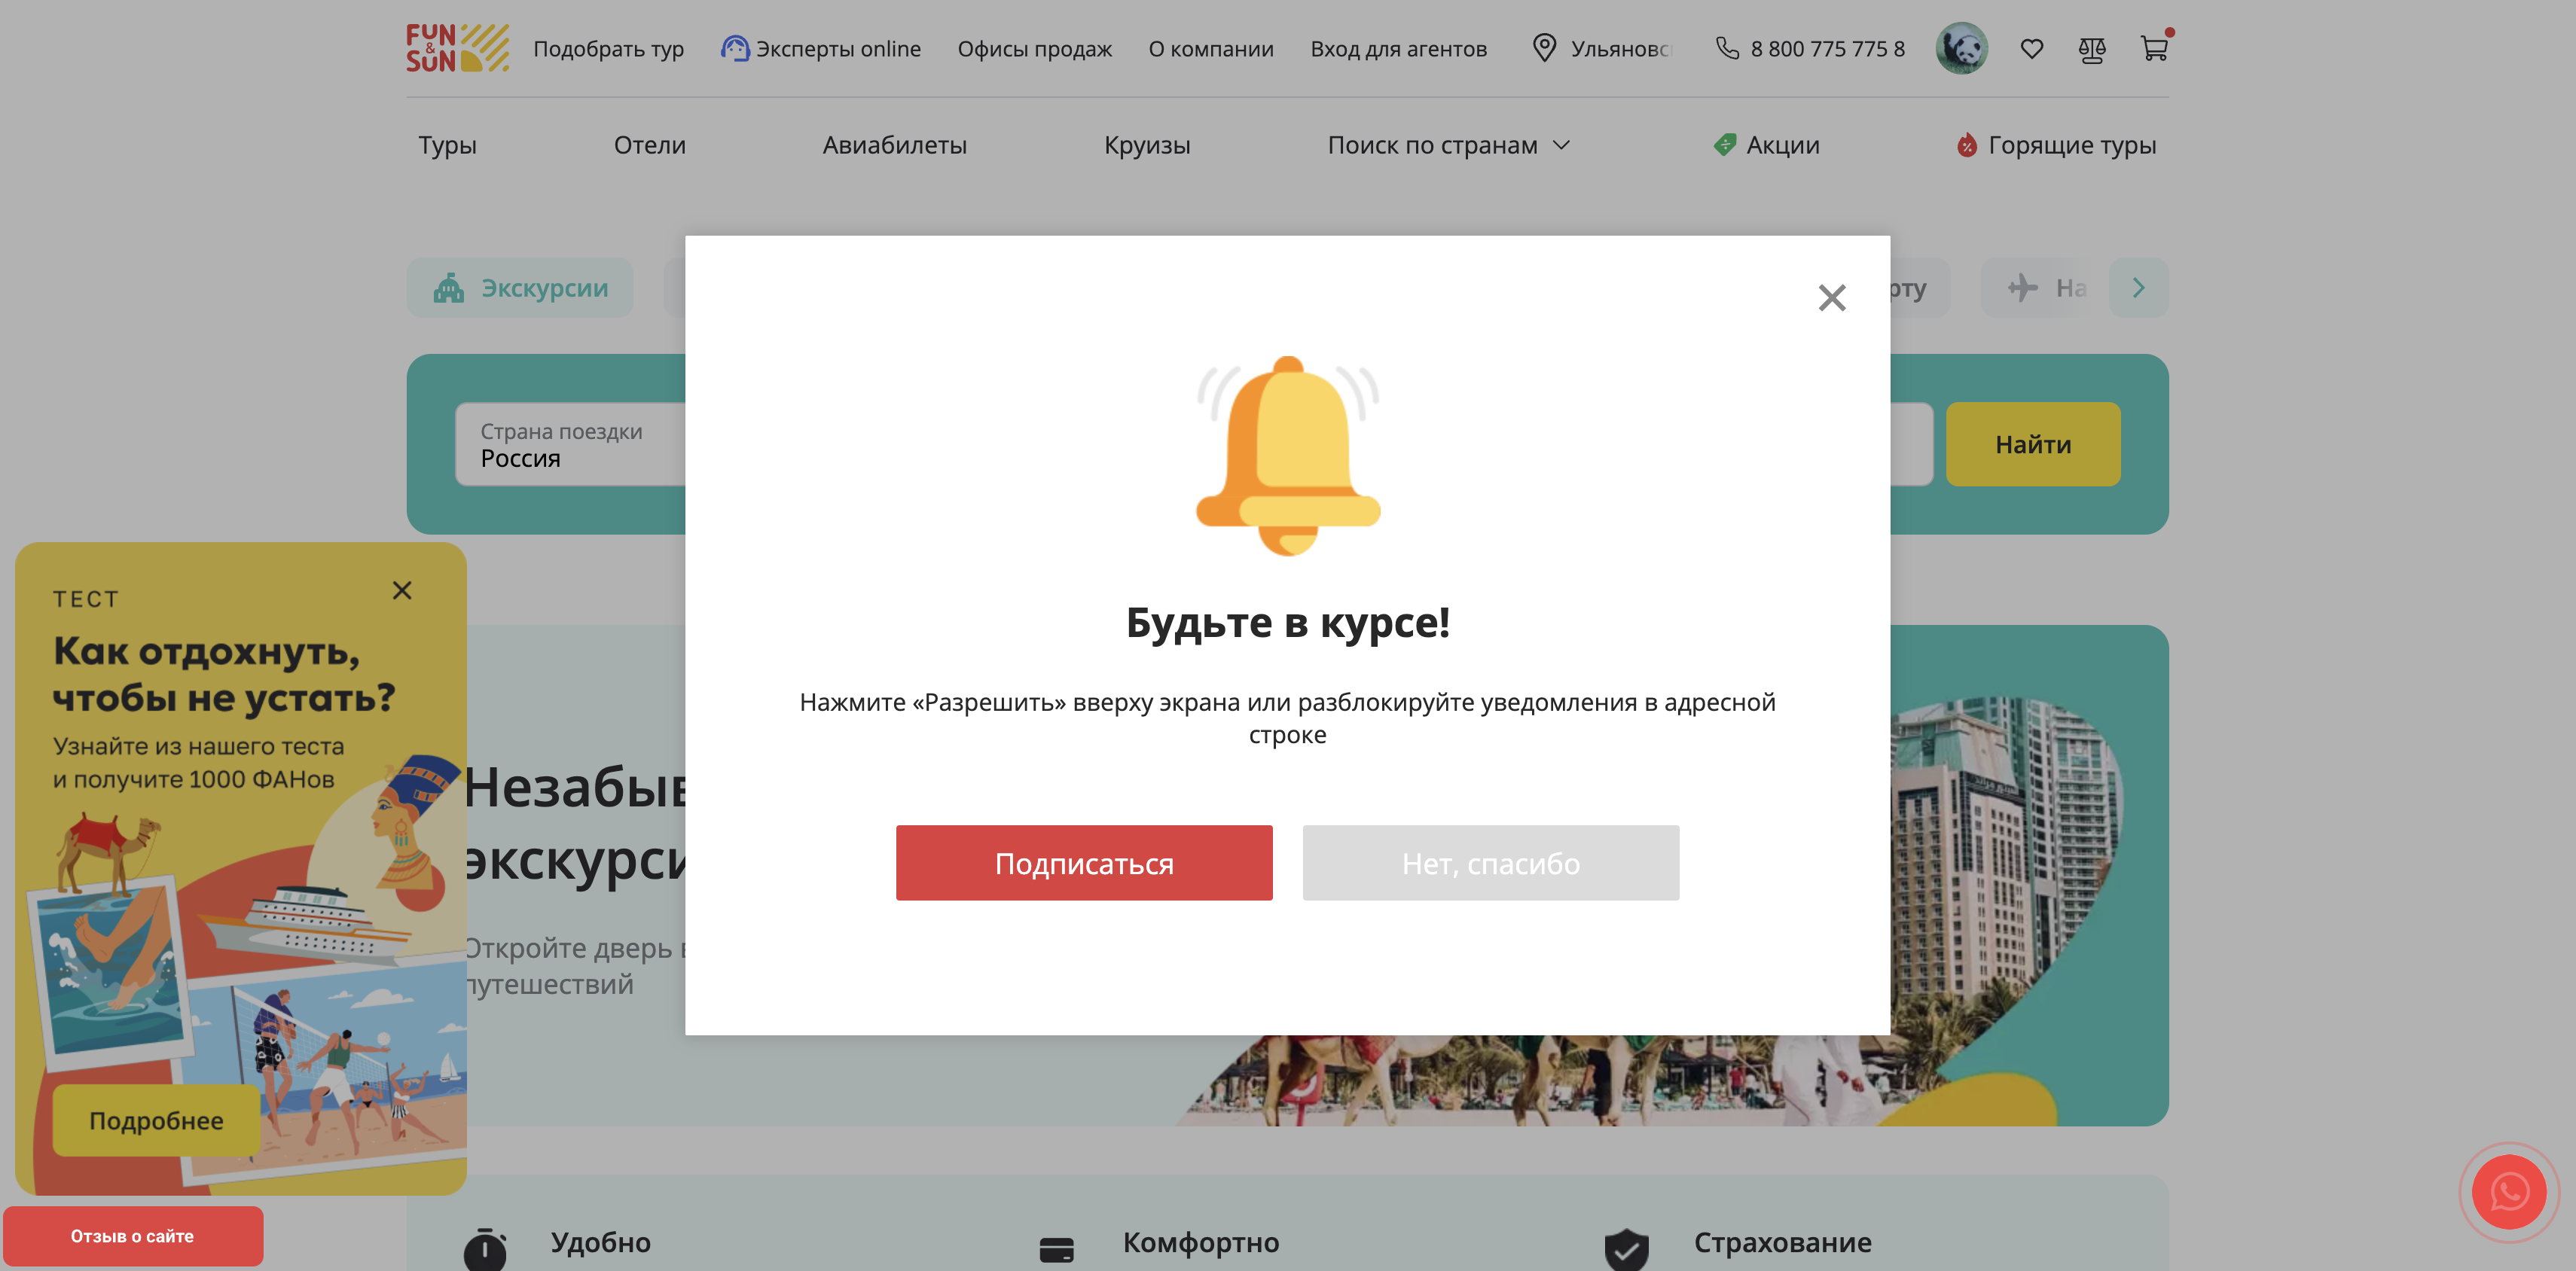 FUN & SUN
Подобрать тур
Эксперты online
Офисы продаж
О компании
Вход для агентов
Ульяновс
8 800 775 775 8
Туры
Отели
Авиабилеты
Круизы
Поиск по странам
Акции
Горящие туры
Экскурсии
рту
На
Страна поездки
Россия
Найти
Будьте в курсе!
Нажмите «Разрешить» вверху экрана или разблокируйте уведомления в адресной
строке
Подписаться
Нет, спасибо
ТЕСТ
Как отдохнуть,
чтобы не устать?
Узнайте из нашего теста
и получите 1000 ФАНов
Подробнее
Незабыв
экскурси
Откройте дверь в
путешествий
Отзыв о сайте
Удобно
Комфортно
Страхование